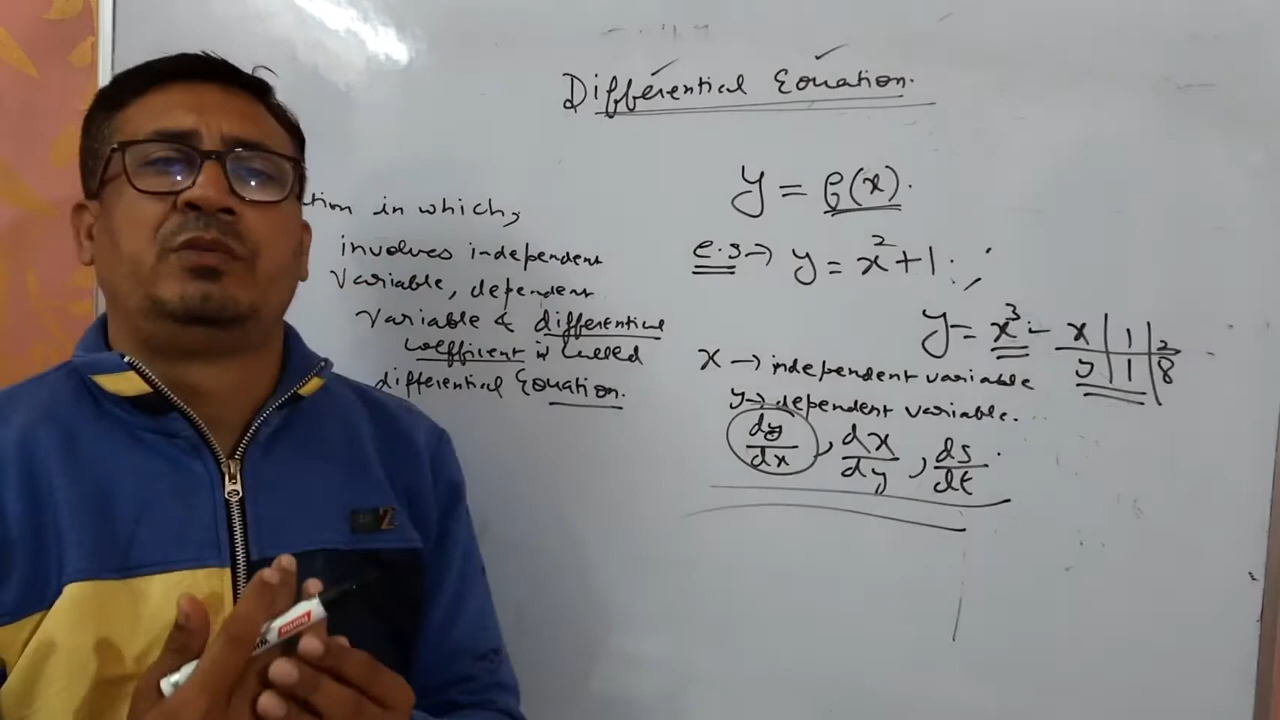 Differential Equation.
tion in which,
involves independent
variable, dependent
variable & differential
coefficient is called
differential Equation.
y = f(x).
e.g → y = x² + 1
y = x³
x | 1 | 2
y | 1 | 8
x → independent variable
y → dependent variable.
dy/dx, dx/dy, ds/dt